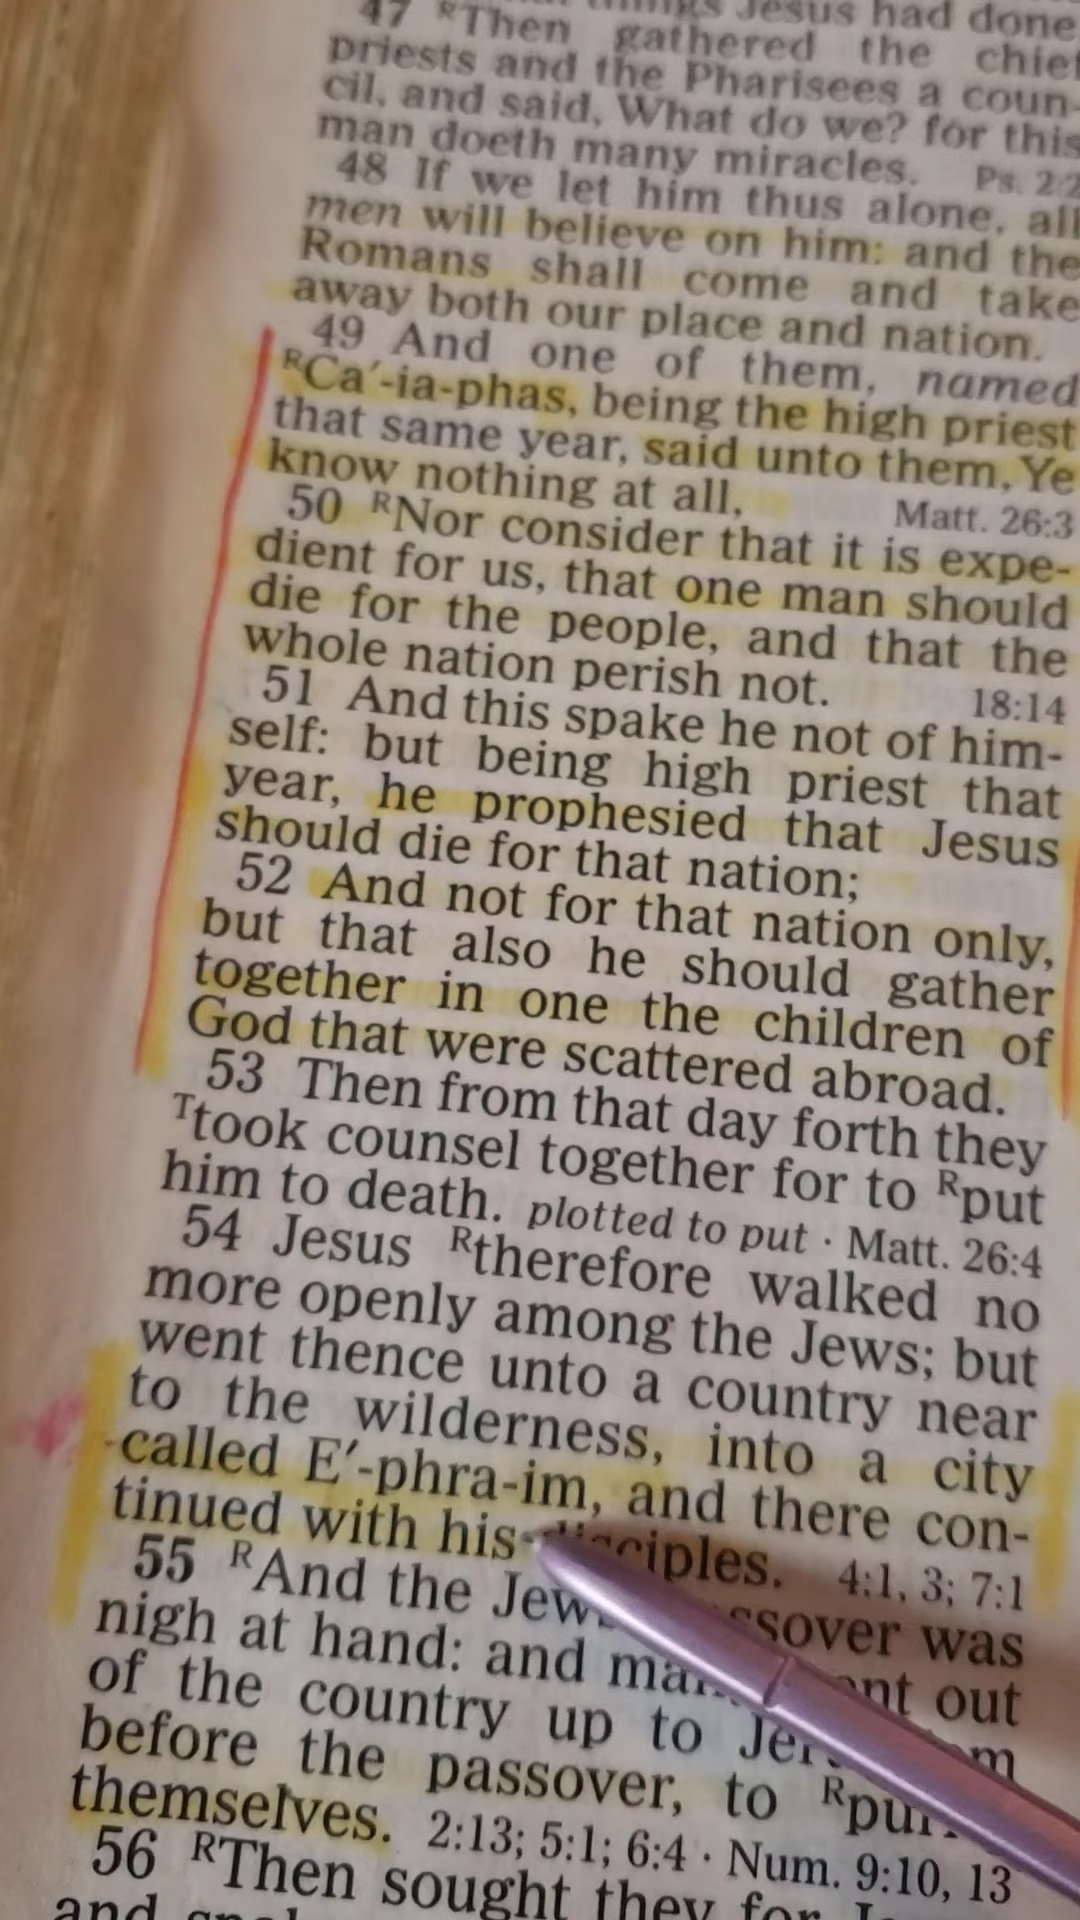 things Jesus had done.
47 RThen gathered the chief
priests and the Pharisees a coun-
cil, and said, What do we? for this
man doeth many miracles. Ps. 2:2
48 If we let him thus alone, all
men will believe on him: and the
Romans shall come and take
away both our place and nation.
49 And one of them, named
RCa′-ia-phas, being the high priest
that same year, said unto them, Ye
know nothing at all, Matt. 26:3
50 RNor consider that it is expe-
dient for us, that one man should
die for the people, and that the
whole nation perish not. 18:14
51 And this spake he not of him-
self: but being high priest that
year, he prophesied that Jesus
should die for that nation;
52 And not for that nation only,
but that also he should gather
together in one the children of
God that were scattered abroad.
53 Then from that day forth they
Ttook counsel together for to Rput
him to death. plotted to put · Matt. 26:4
54 Jesus Rtherefore walked no
more openly among the Jews; but
went thence unto a country near
to the wilderness, into a city
called E′-phra-im, and there con-
tinued with his disciples. 4:1, 3; 7:1
55 RAnd the was
nigh at hand: and out
of the country up to
before the passover, to
themselves. 2:13; 5:1; 6:4 · Num. 9:10, 13
56 RThen sought they for
and